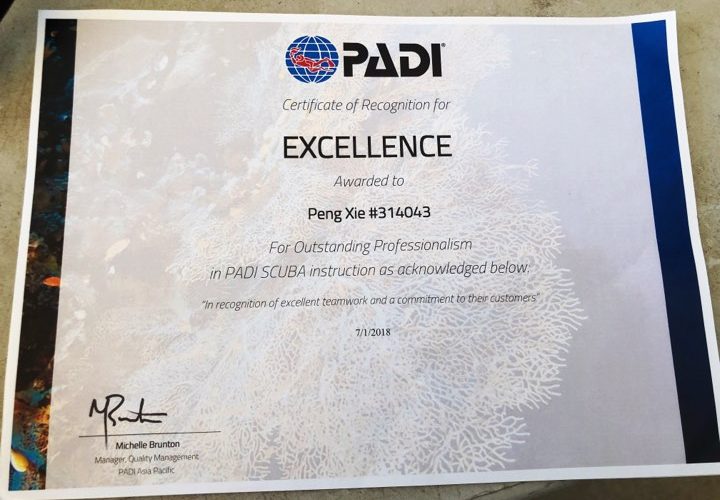 PADI
Certificate of Recognition for
EXCELLENCE
Awarded to
Peng Xie #314043
For Outstanding Professionalism
in PADI SCUBA instruction as acknowledged below:
"In recognition of excellent teamwork and a commitment to their customers"
7/1/2018
Michelle Brunton
Manager, Quality Management
PADI Asia Pacific